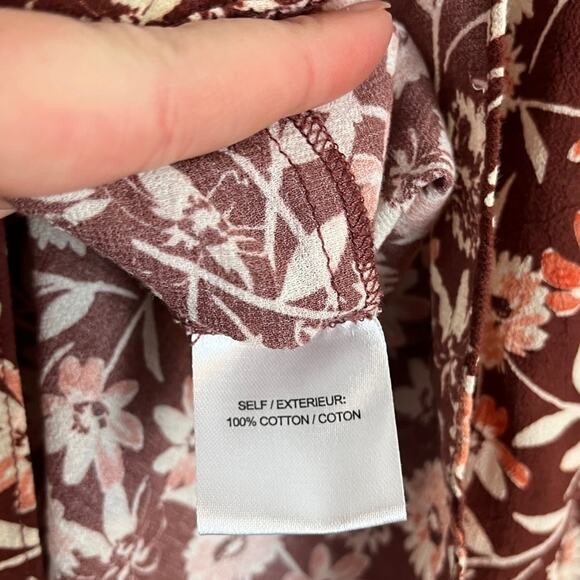 SELF / EXTERIEUR:
100% COTTON / COTON